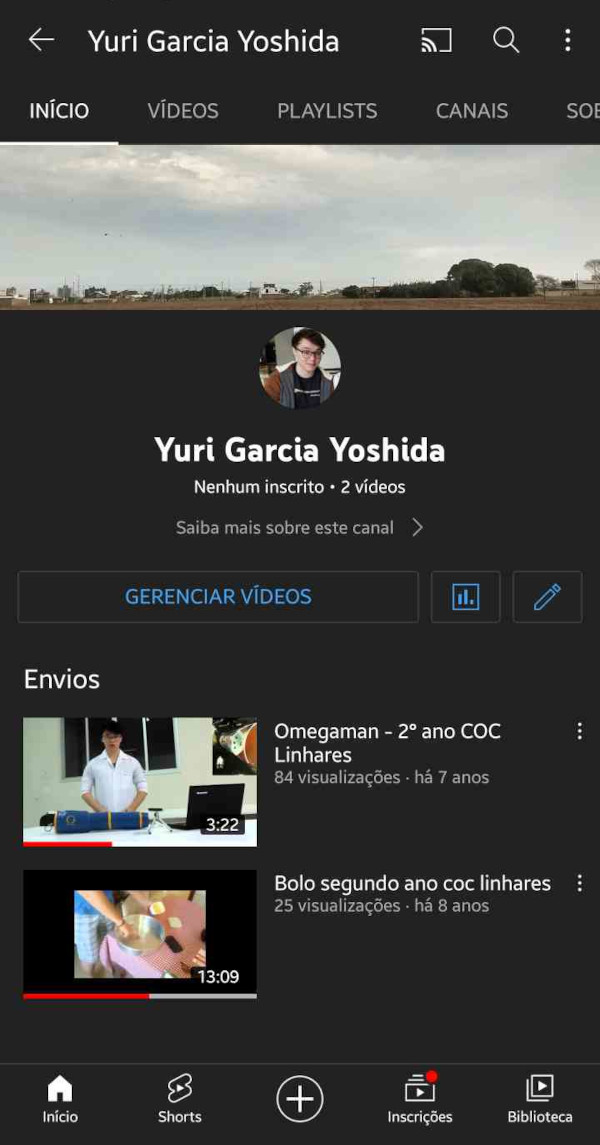 Yuri Garcia Yoshida
INÍCIO VÍDEOS PLAYLISTS CANAIS SOB
Yuri Garcia Yoshida
Nenhum inscrito • 2 vídeos
Saiba mais sobre este canal
GERENCIAR VÍDEOS
Envios
Omegaman - 2° ano COC
Linhares
84 visualizações · há 7 anos
3:22
Bolo segundo ano coc linhares
25 visualizações · há 8 anos
13:09
Início Shorts Inscrições Biblioteca